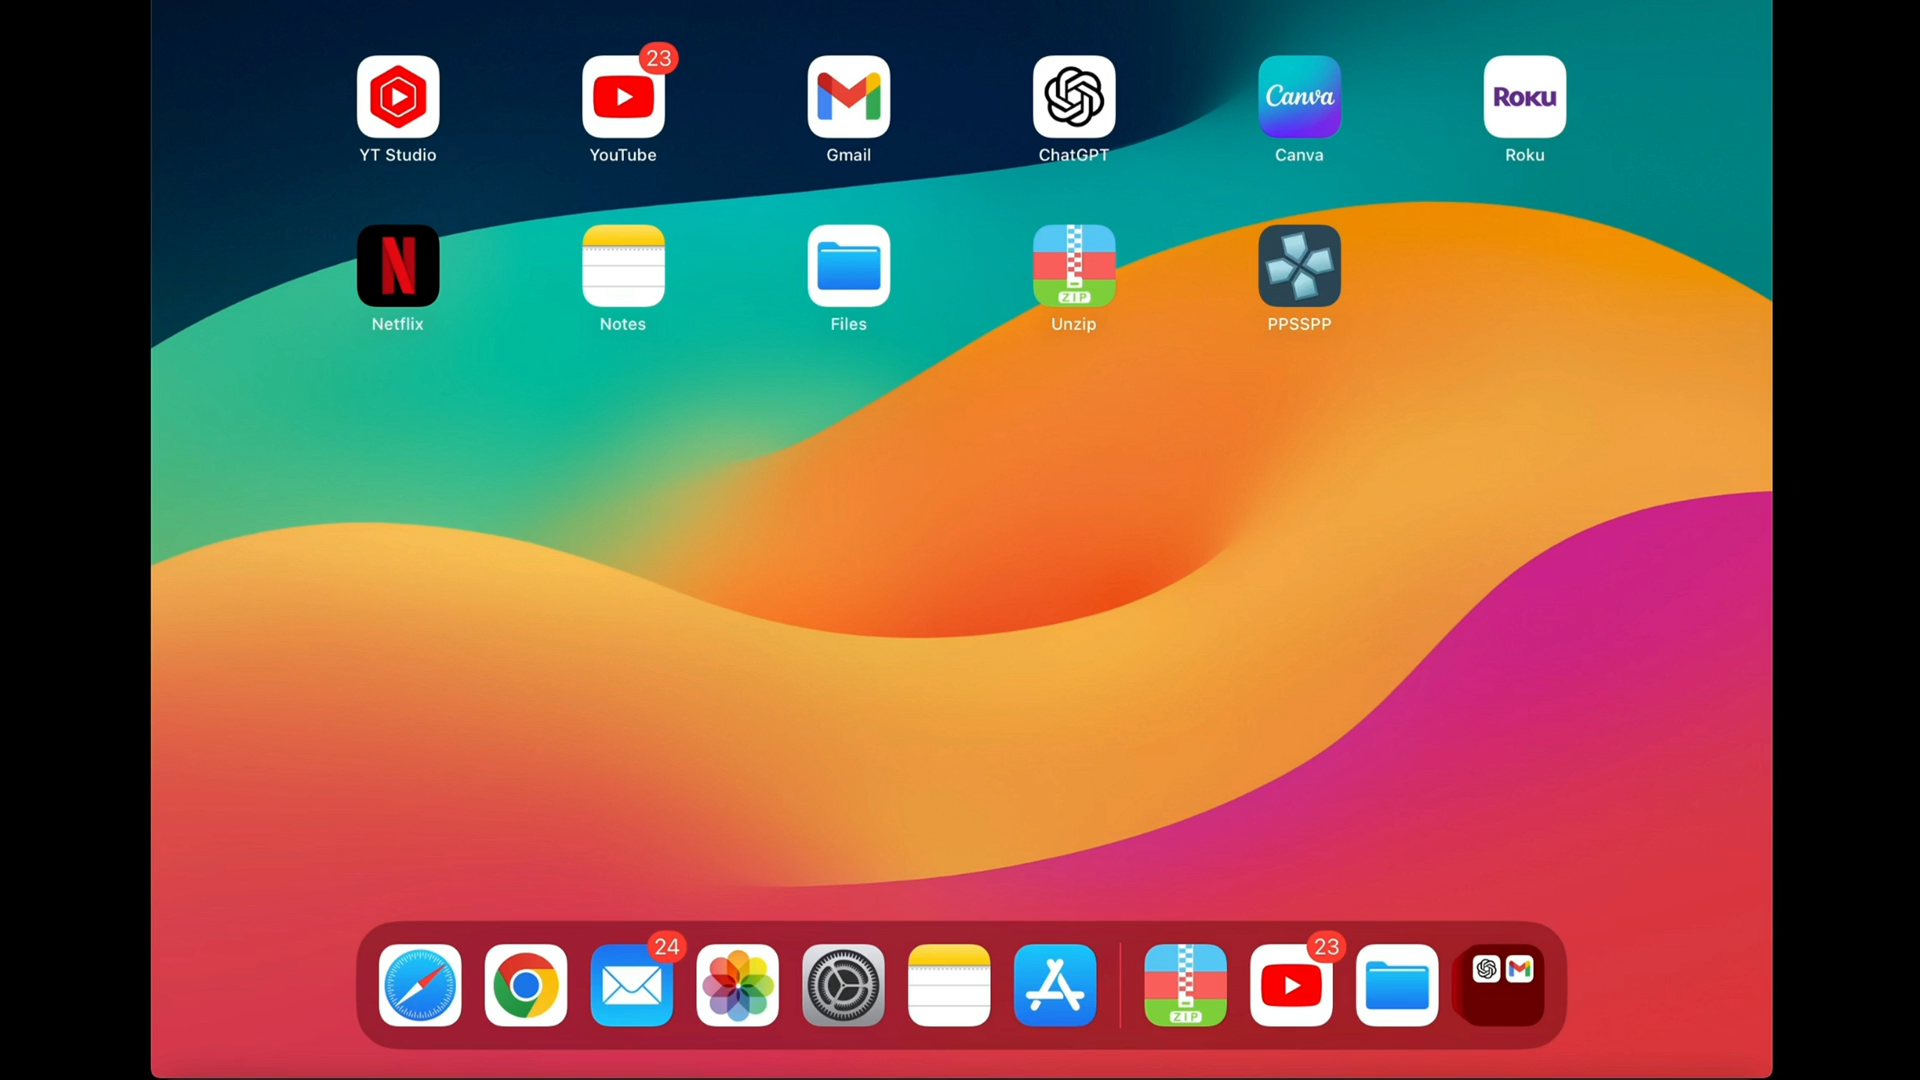 23
Canva
Roku
YT Studio
YouTube
Gmail
ChatGPT
Canva
Roku
N
ZIP
Netflix
Notes
Files
Unzip
PPSSPP
24
23
ZIP